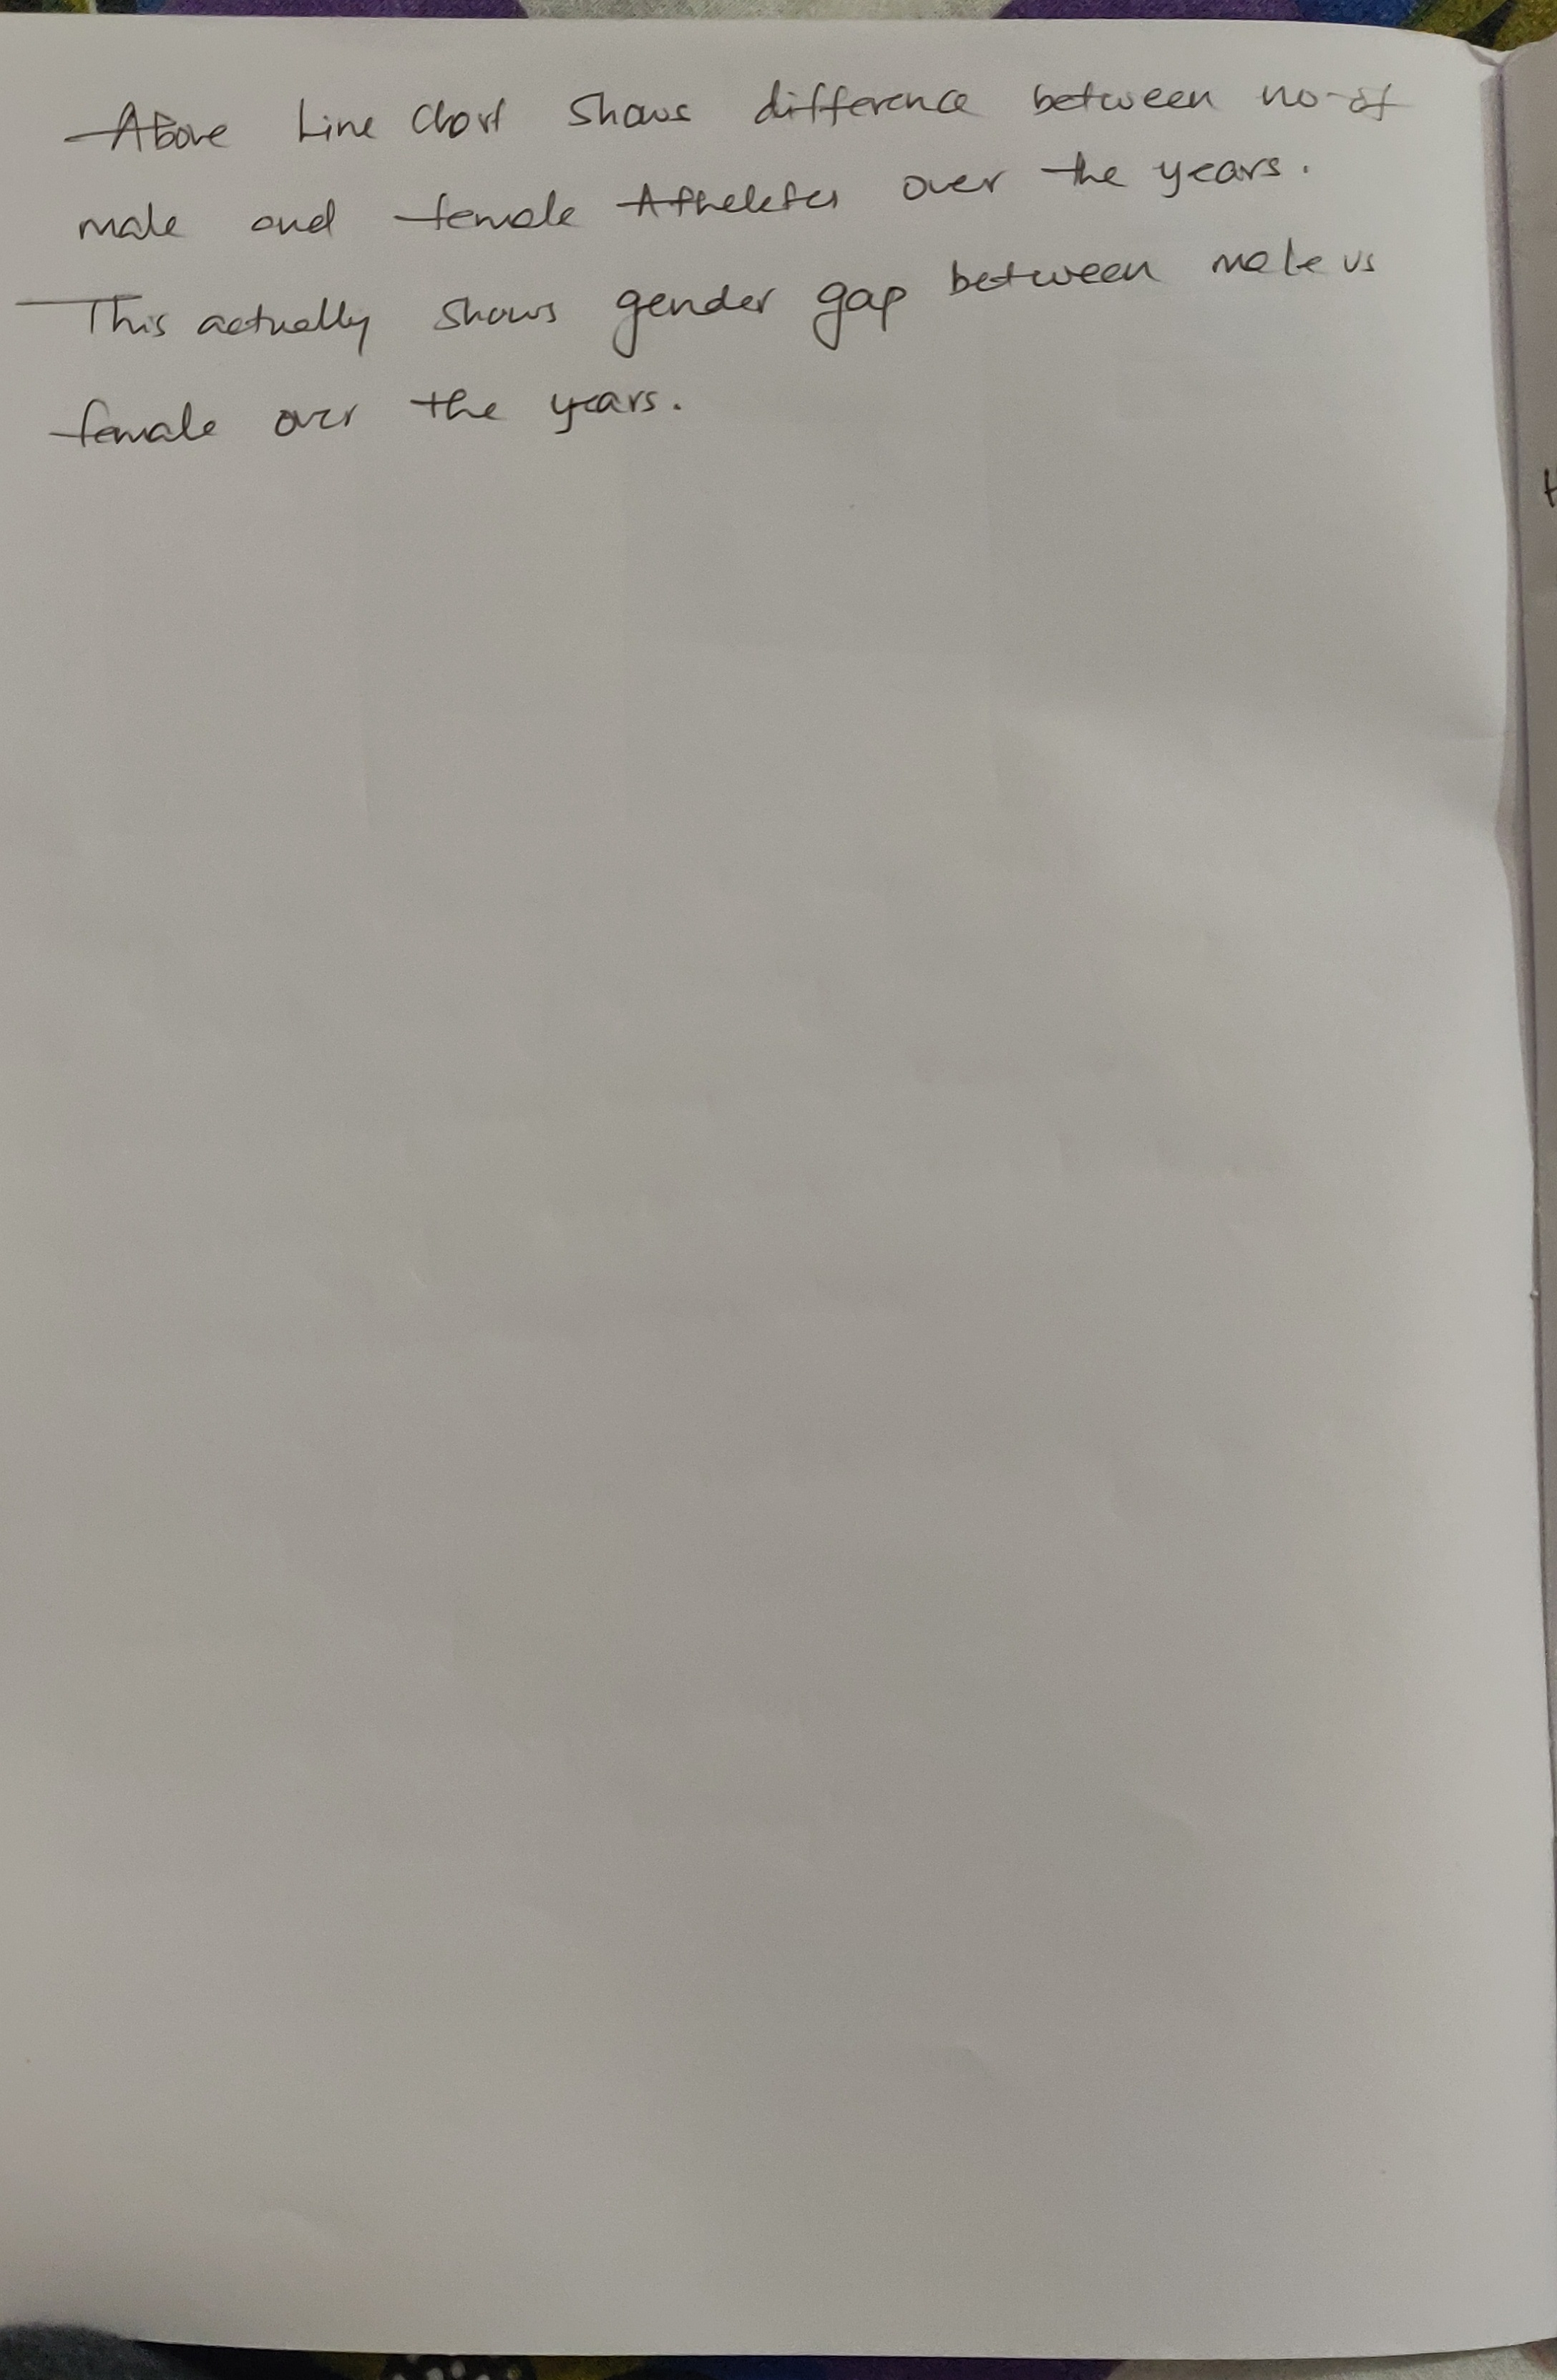 Above Line Chart Shows difference between no-of
male and female Atheletes over the years.
This actually shows gender gap between male vs
female over the years.